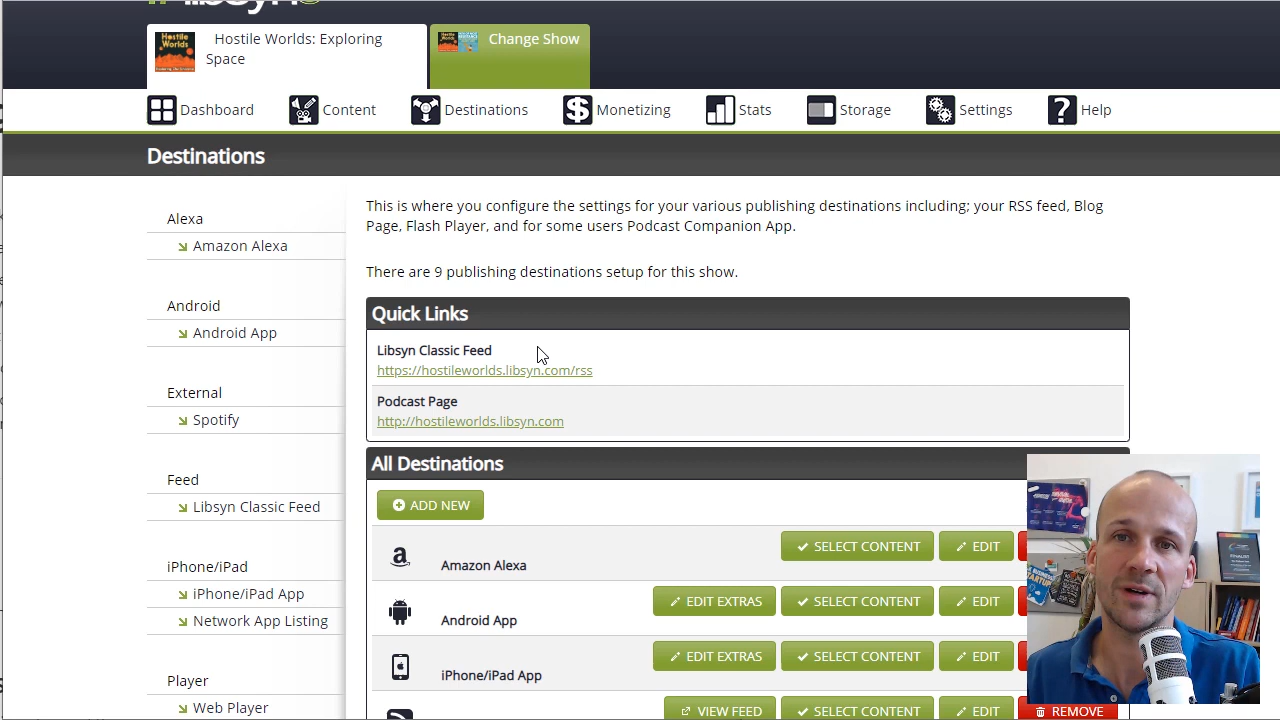 libsyn
Hostile Worlds: Exploring
Space
Change Show
Dashboard
Content
Destinations
Monetizing
Stats
Storage
Settings
Help
Destinations
Alexa
Amazon Alexa
Android
Android App
External
Spotify
Feed
Libsyn Classic Feed
iPhone/iPad
iPhone/iPad App
Network App Listing
Player
Web Player
This is where you configure the settings for your various publishing destinations including; your RSS feed, Blog
Page, Flash Player, and for some users Podcast Companion App.
There are 9 publishing destinations setup for this show.
Quick Links
Libsyn Classic Feed
https://hostileworlds.libsyn.com/rss
Podcast Page
http://hostileworlds.libsyn.com
All Destinations
ADD NEW
Amazon Alexa
SELECT CONTENT
EDIT
Android App
EDIT EXTRAS
SELECT CONTENT
EDIT
iPhone/iPad App
EDIT EXTRAS
SELECT CONTENT
EDIT
VIEW FEED
SELECT CONTENT
EDIT
REMOVE